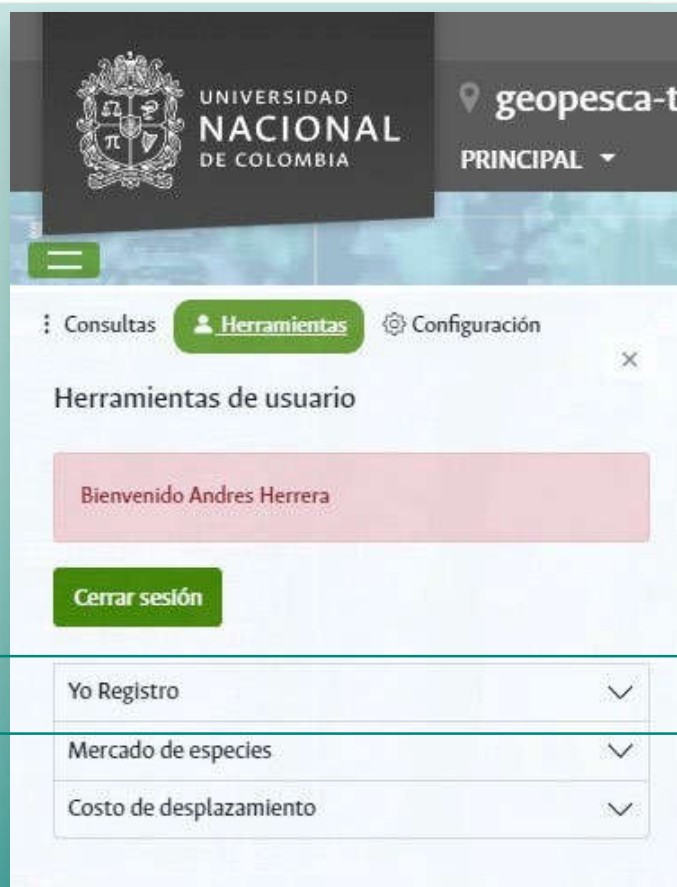 UNIVERSIDAD
NACIONAL
DE COLOMBIA
geopesca-t
PRINCIPAL
Consultas Herramientas Configuración
Herramientas de usuario
Bienvenido Andres Herrera
Cerrar sesión
Yo Registro
Mercado de especies
Costo de desplazamiento